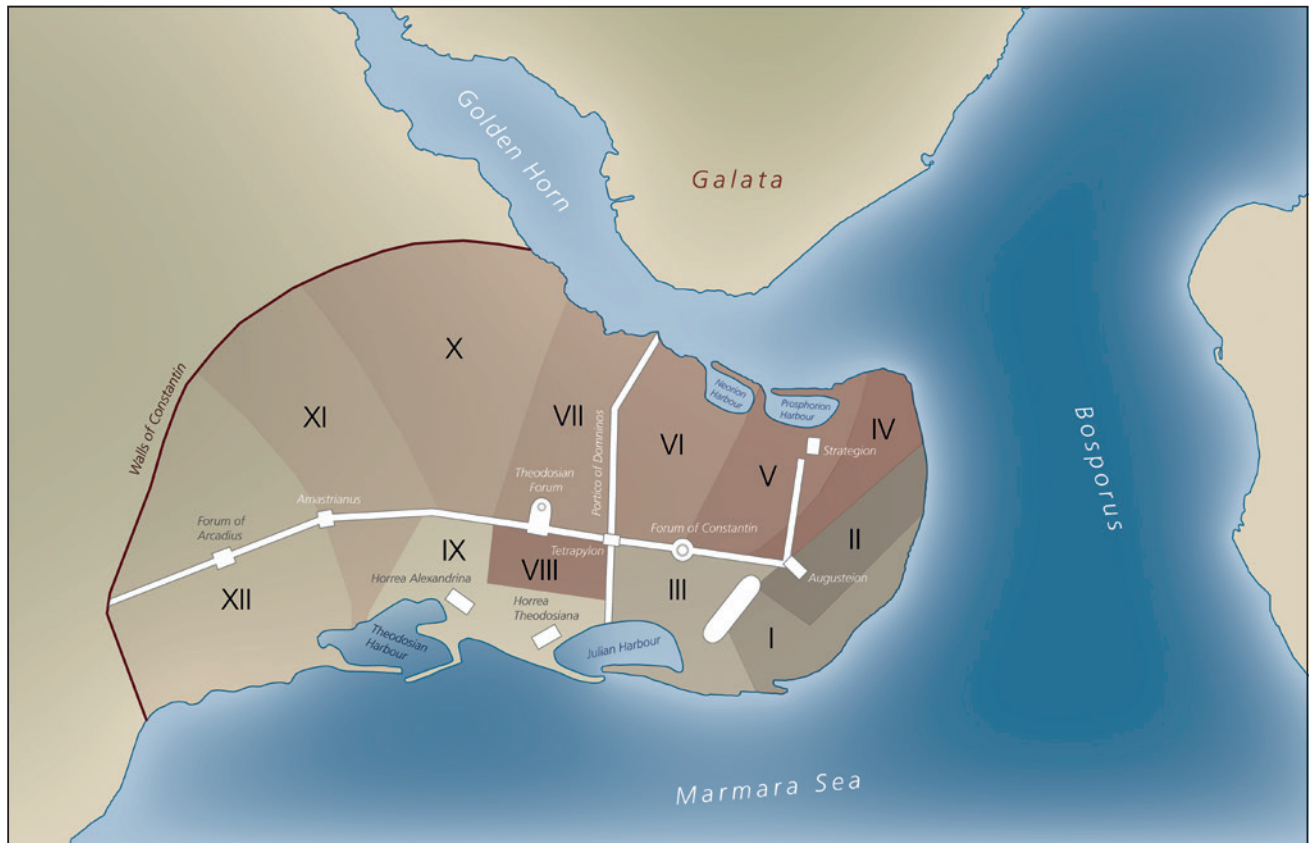 Golden Horn
Galata
Bosporus
Marmara Sea
Walls of Constantin
X
XI
VII
VI
V
IV
II
I
III
VIII
IX
XII
Neorion
Harbour
Prosphorion
Harbour
Strategion
Portico of Domninos
Theodosian
Forum
Amastrianus
Forum of
Arcadius
Forum of Constantin
Tetrapylon
Augusteion
Horrea Alexandrina
Horrea
Theodosiana
Theodosian
Harbour
Julian Harbour